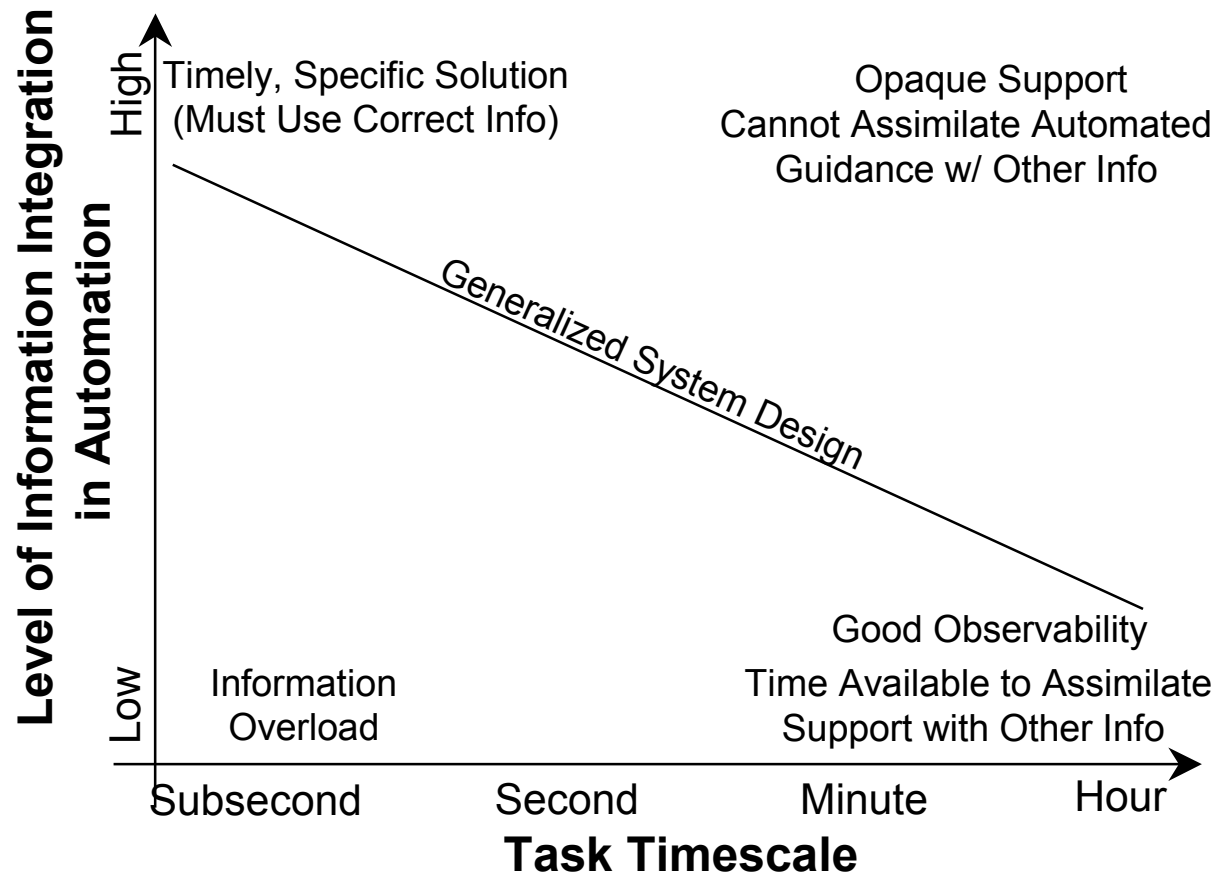 Level of Information Integration
in Automation
High
Low
Timely, Specific Solution
(Must Use Correct Info)
Opaque Support
Cannot Assimilate Automated
Guidance w/ Other Info
Generalized System Design
Information
Overload
Good Observability
Time Available to Assimilate
Support with Other Info
Subsecond
Second
Minute
Hour
Task Timescale